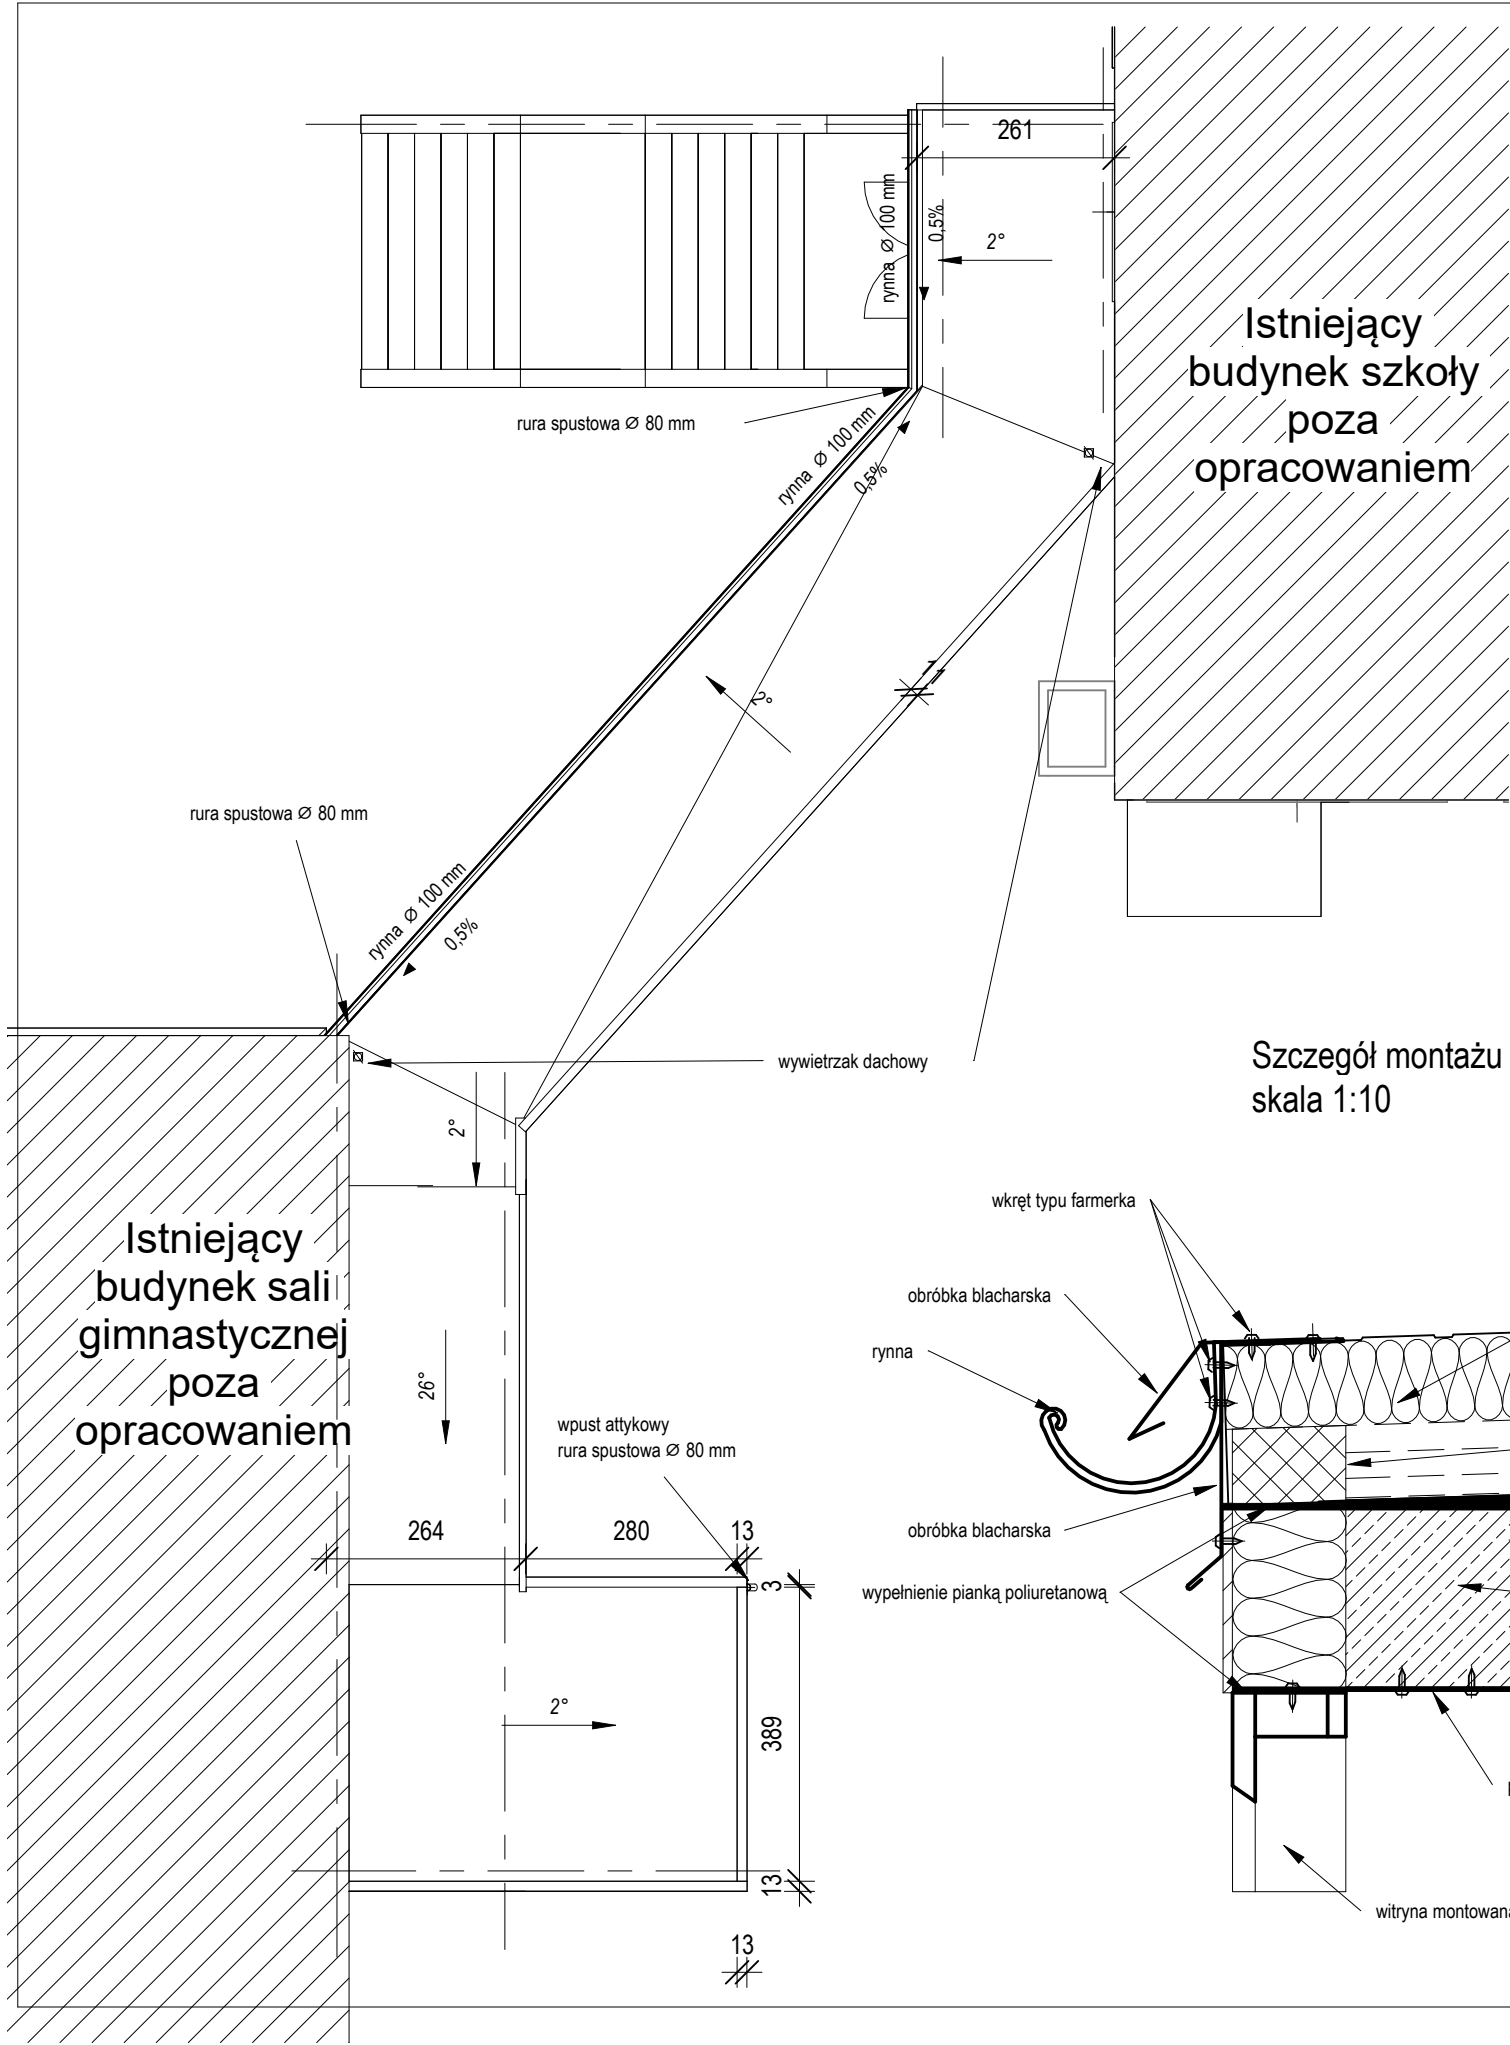 261
rynna Ø 100 mm
0,5%
2°
Istniejący
budynek szkoły
poza
opracowaniem
rura spustowa Ø 80 mm
rynna Ø 100 mm
0,5%
11
2°
rura spustowa Ø 80 mm
rynna Ø 100 mm
0,5%
wywietrzak dachowy
Szczegół montażu
skala 1:10
2°
wkręt typu farmerka
Istniejący
budynek sali
gimnastycznej
poza
opracowaniem
obróbka blacharska
rynna
26°
wpust attykowy
rura spustowa Ø 80 mm
264
280
13
obróbka blacharska
3
wypełnienie pianką poliuretanową
2°
389
13
witryna montowana
13